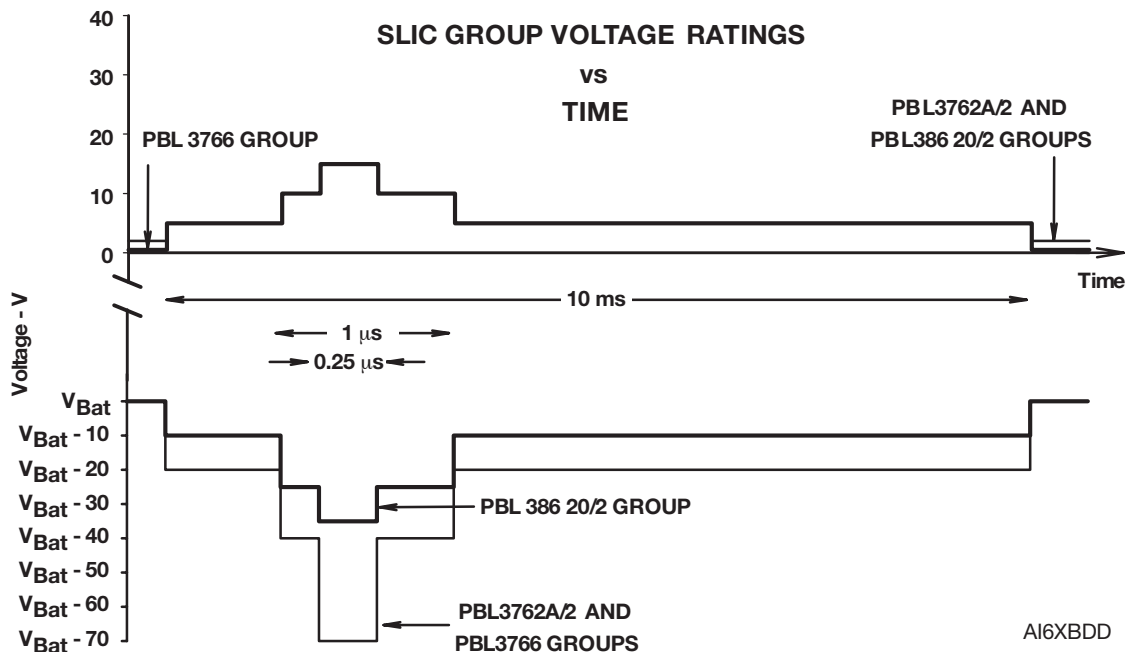 SLIC GROUP VOLTAGE RATINGS
vs
TIME
40
30
20
10
0
PBL 3766 GROUP
PBL3762A/2 AND
PBL386 20/2 GROUPS
Time
10 ms
1 μs
0.25 μs
Voltage - V
VBat
VBat - 10
VBat - 20
VBat - 30
VBat - 40
VBat - 50
VBat - 60
VBat - 70
PBL 386 20/2 GROUP
PBL3762A/2 AND
PBL3766 GROUPS
AI6XBDD